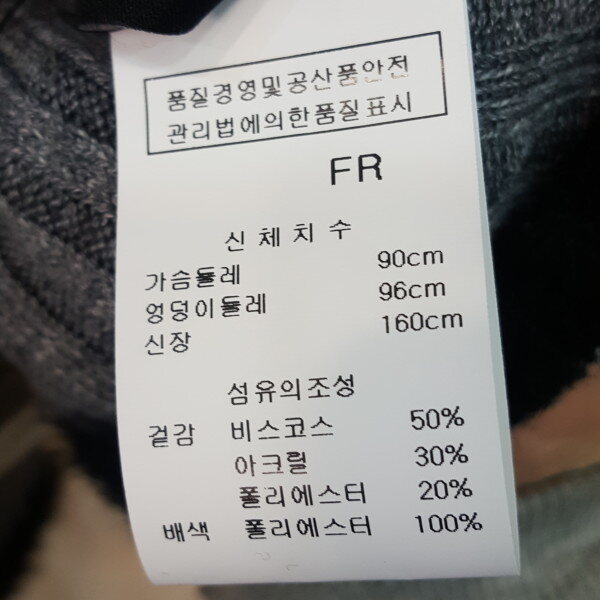 품질경영및공산품안전
관리법에의한품질표시
FR
신체치수
가슴둘레 90cm
엉덩이둘레 96cm
신장 160cm
섬유의조성
겉감 비스코스 50%
아크릴 30%
폴리에스터 20%
배색 폴리에스터 100%